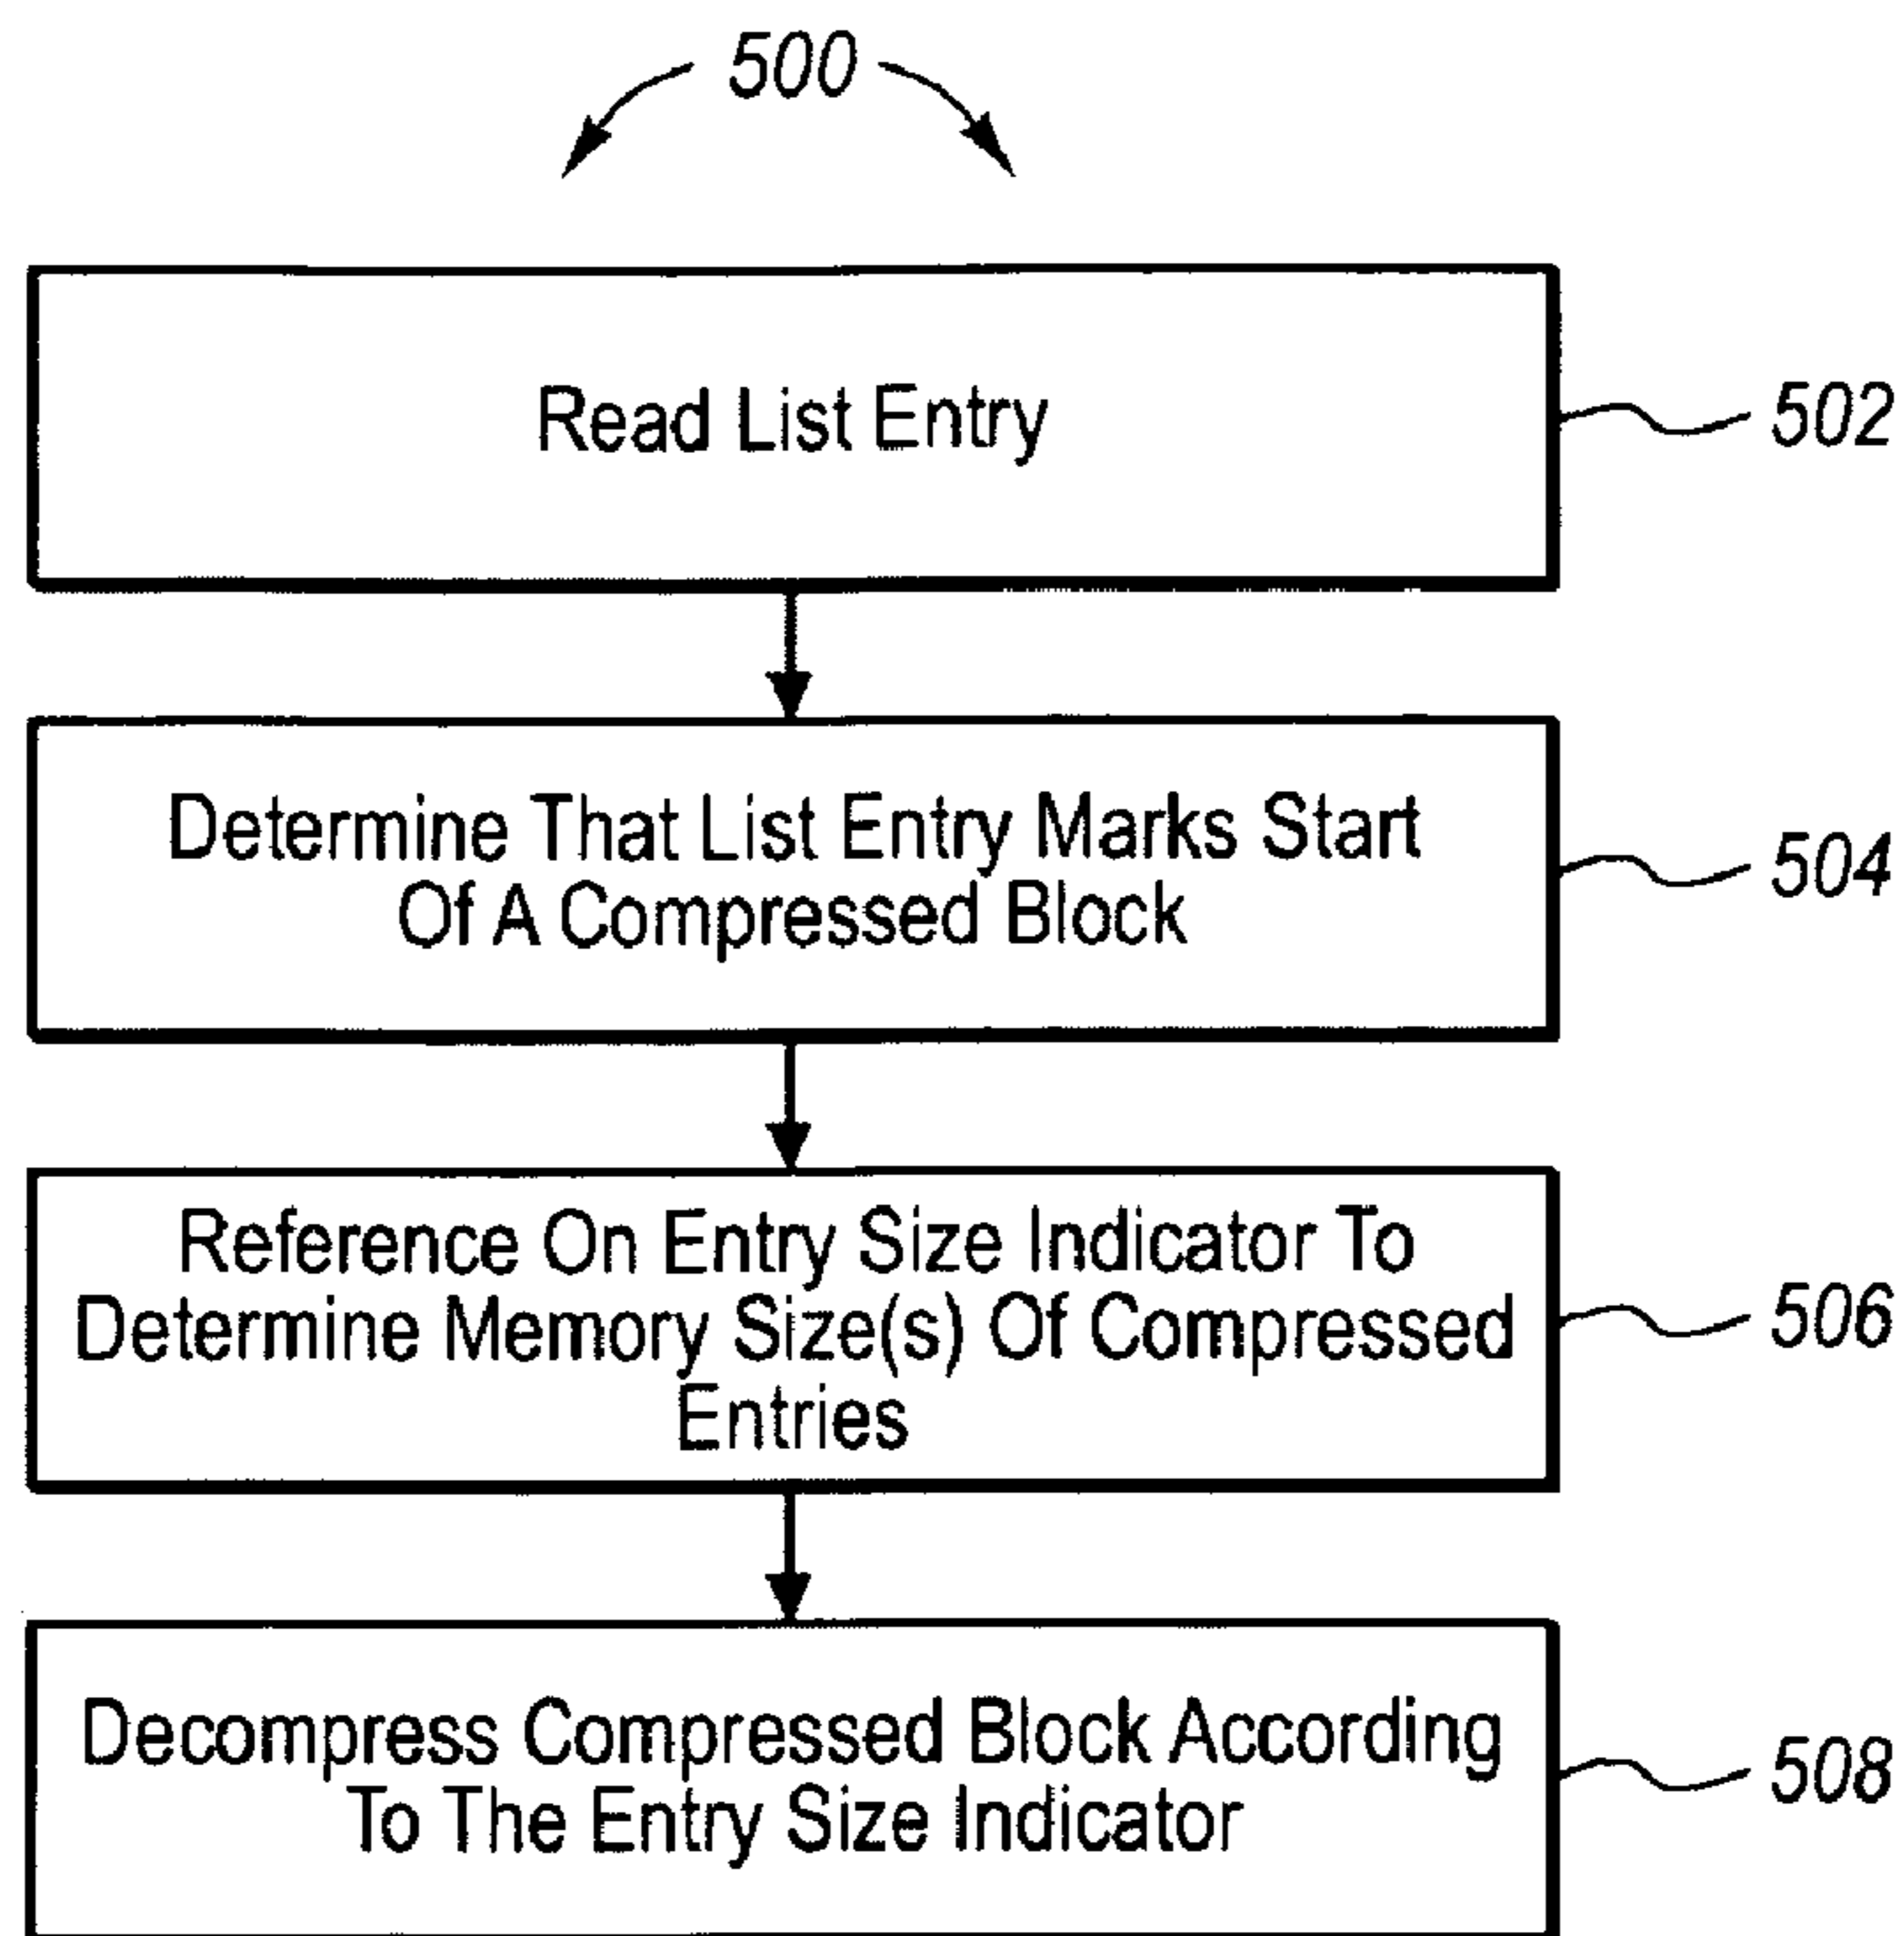 500
Read List Entry
502
Determine That List Entry Marks Start
Of A Compressed Block
504
Reference On Entry Size Indicator To
Determine Memory Size(s) Of Compressed
Entries
506
Decompress Compressed Block According
To The Entry Size Indicator
508